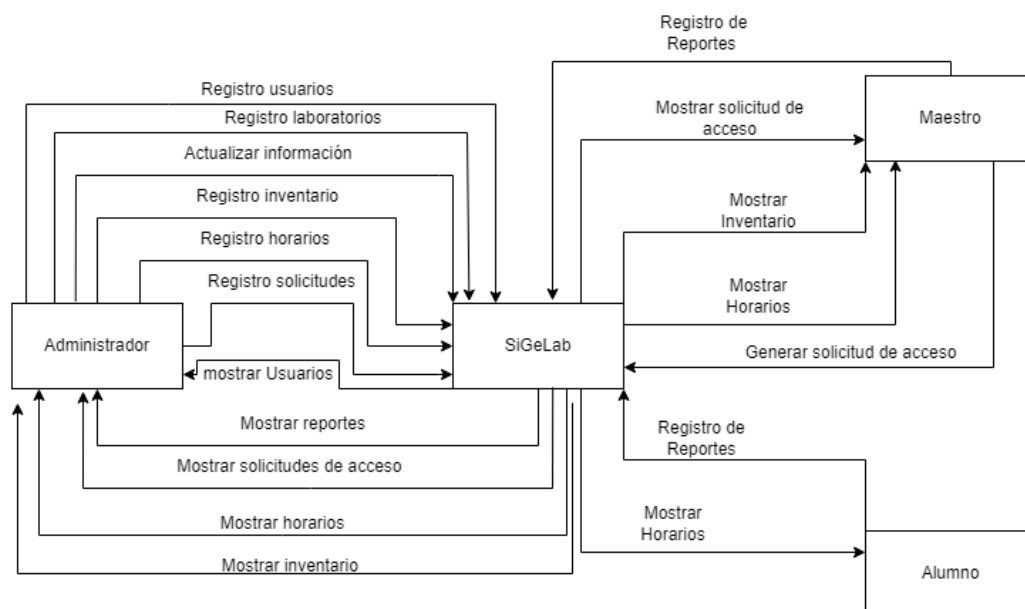 Registro de
Reportes
Registro usuarios
Mostrar solicitud de
acceso
Maestro
Registro laboratorios
Actualizar información
Registro inventario
Mostrar
Inventario
Registro horarios
Registro solicitudes
Mostrar
Horarios
Administrador
SiGeLab
Generar solicitud de acceso
mostrar Usuarios
Mostrar reportes
Registro de
Reportes
Mostrar solicitudes de acceso
Mostrar horarios
Mostrar
Horarios
Mostrar inventario
Alumno